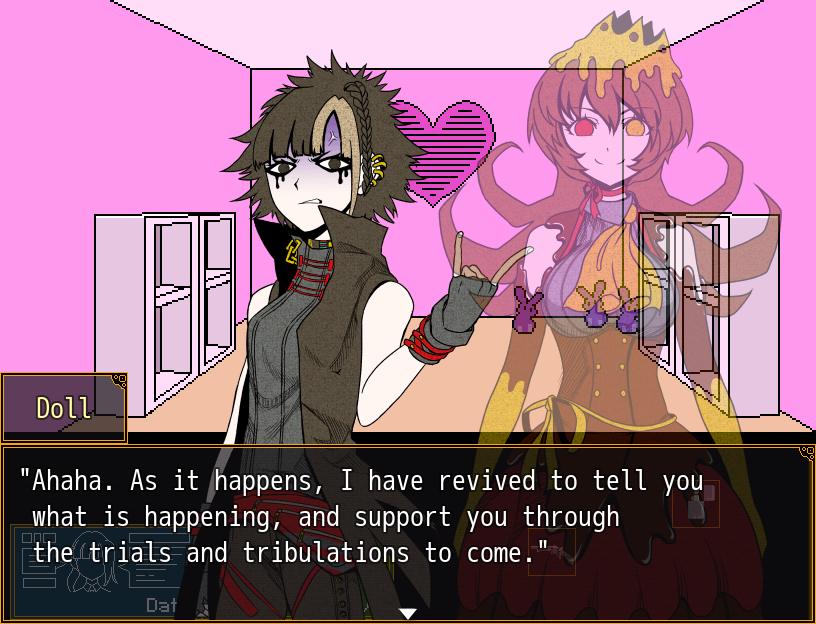 Doll
"Ahaha. As it happens, I have revived to tell you
what is happening, and support you through
the trials and tribulations to come."
Dat